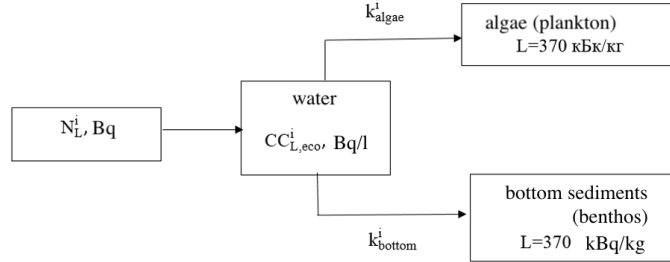 k^i_algae
algae (plankton)
L=370 кБк/кг
water
N^i_L, Bq
CC^i_L,eco, Bq/l
bottom sediments
(benthos)
k^i_bottom
L=370 kBq/kg